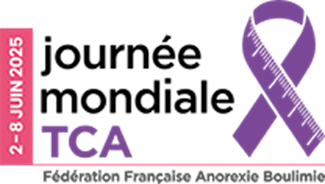 2-8 JUIN 2025
journée
mondiale
TCA
Fédération Française Anorexie Boulimie